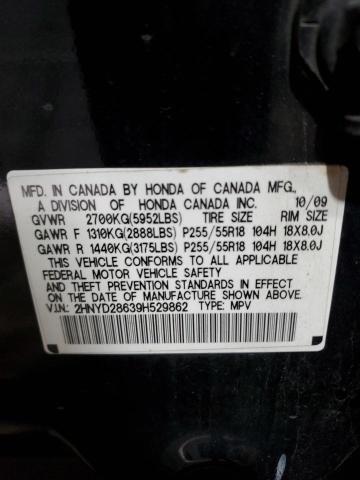 MFD. IN CANADA BY HONDA OF CANADA MFG.,
A DIVISION OF HONDA CANADA INC. 10/09
GVWR 2700KG(5952LBS) TIRE SIZE RIM SIZE
GAWR F 1310KG(2888LBS) P255/55R18 104H 18X8.0J
GAWR R 1440KG(3175LBS) P255/55R18 104H 18X8.0J
THIS VEHICLE CONFORMS TO ALL APPLICABLE
FEDERAL MOTOR VEHICLE SAFETY
AND THEFT PREVENTION STANDARDS IN EFFECT
ON THE DATE OF MANUFACTURE SHOWN ABOVE.
V.I.N.: 2HNYD28639H529862 TYPE: MPV